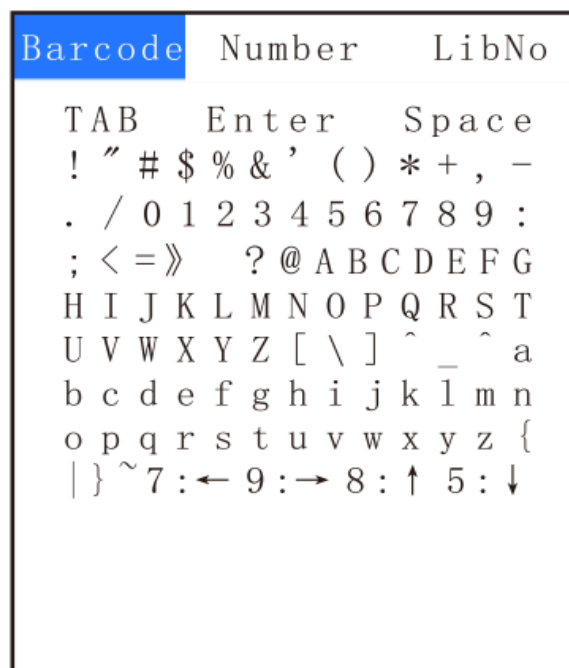 Barcode Number LibNo
TAB Enter Space
! ″ # $ % & ’ ( ) * + , －
. / 0 1 2 3 4 5 6 7 8 9 :
; < = 》 ? @ A B C D E F G
H I J K L M N O P Q R S T
U V W X Y Z [ \ ] ＾ _ ＾ a
b c d e f g h i j k l m n
o p q r s t u v w x y z {
| } ~ 7 : ← 9 : → 8 : ↑ 5 : ↓